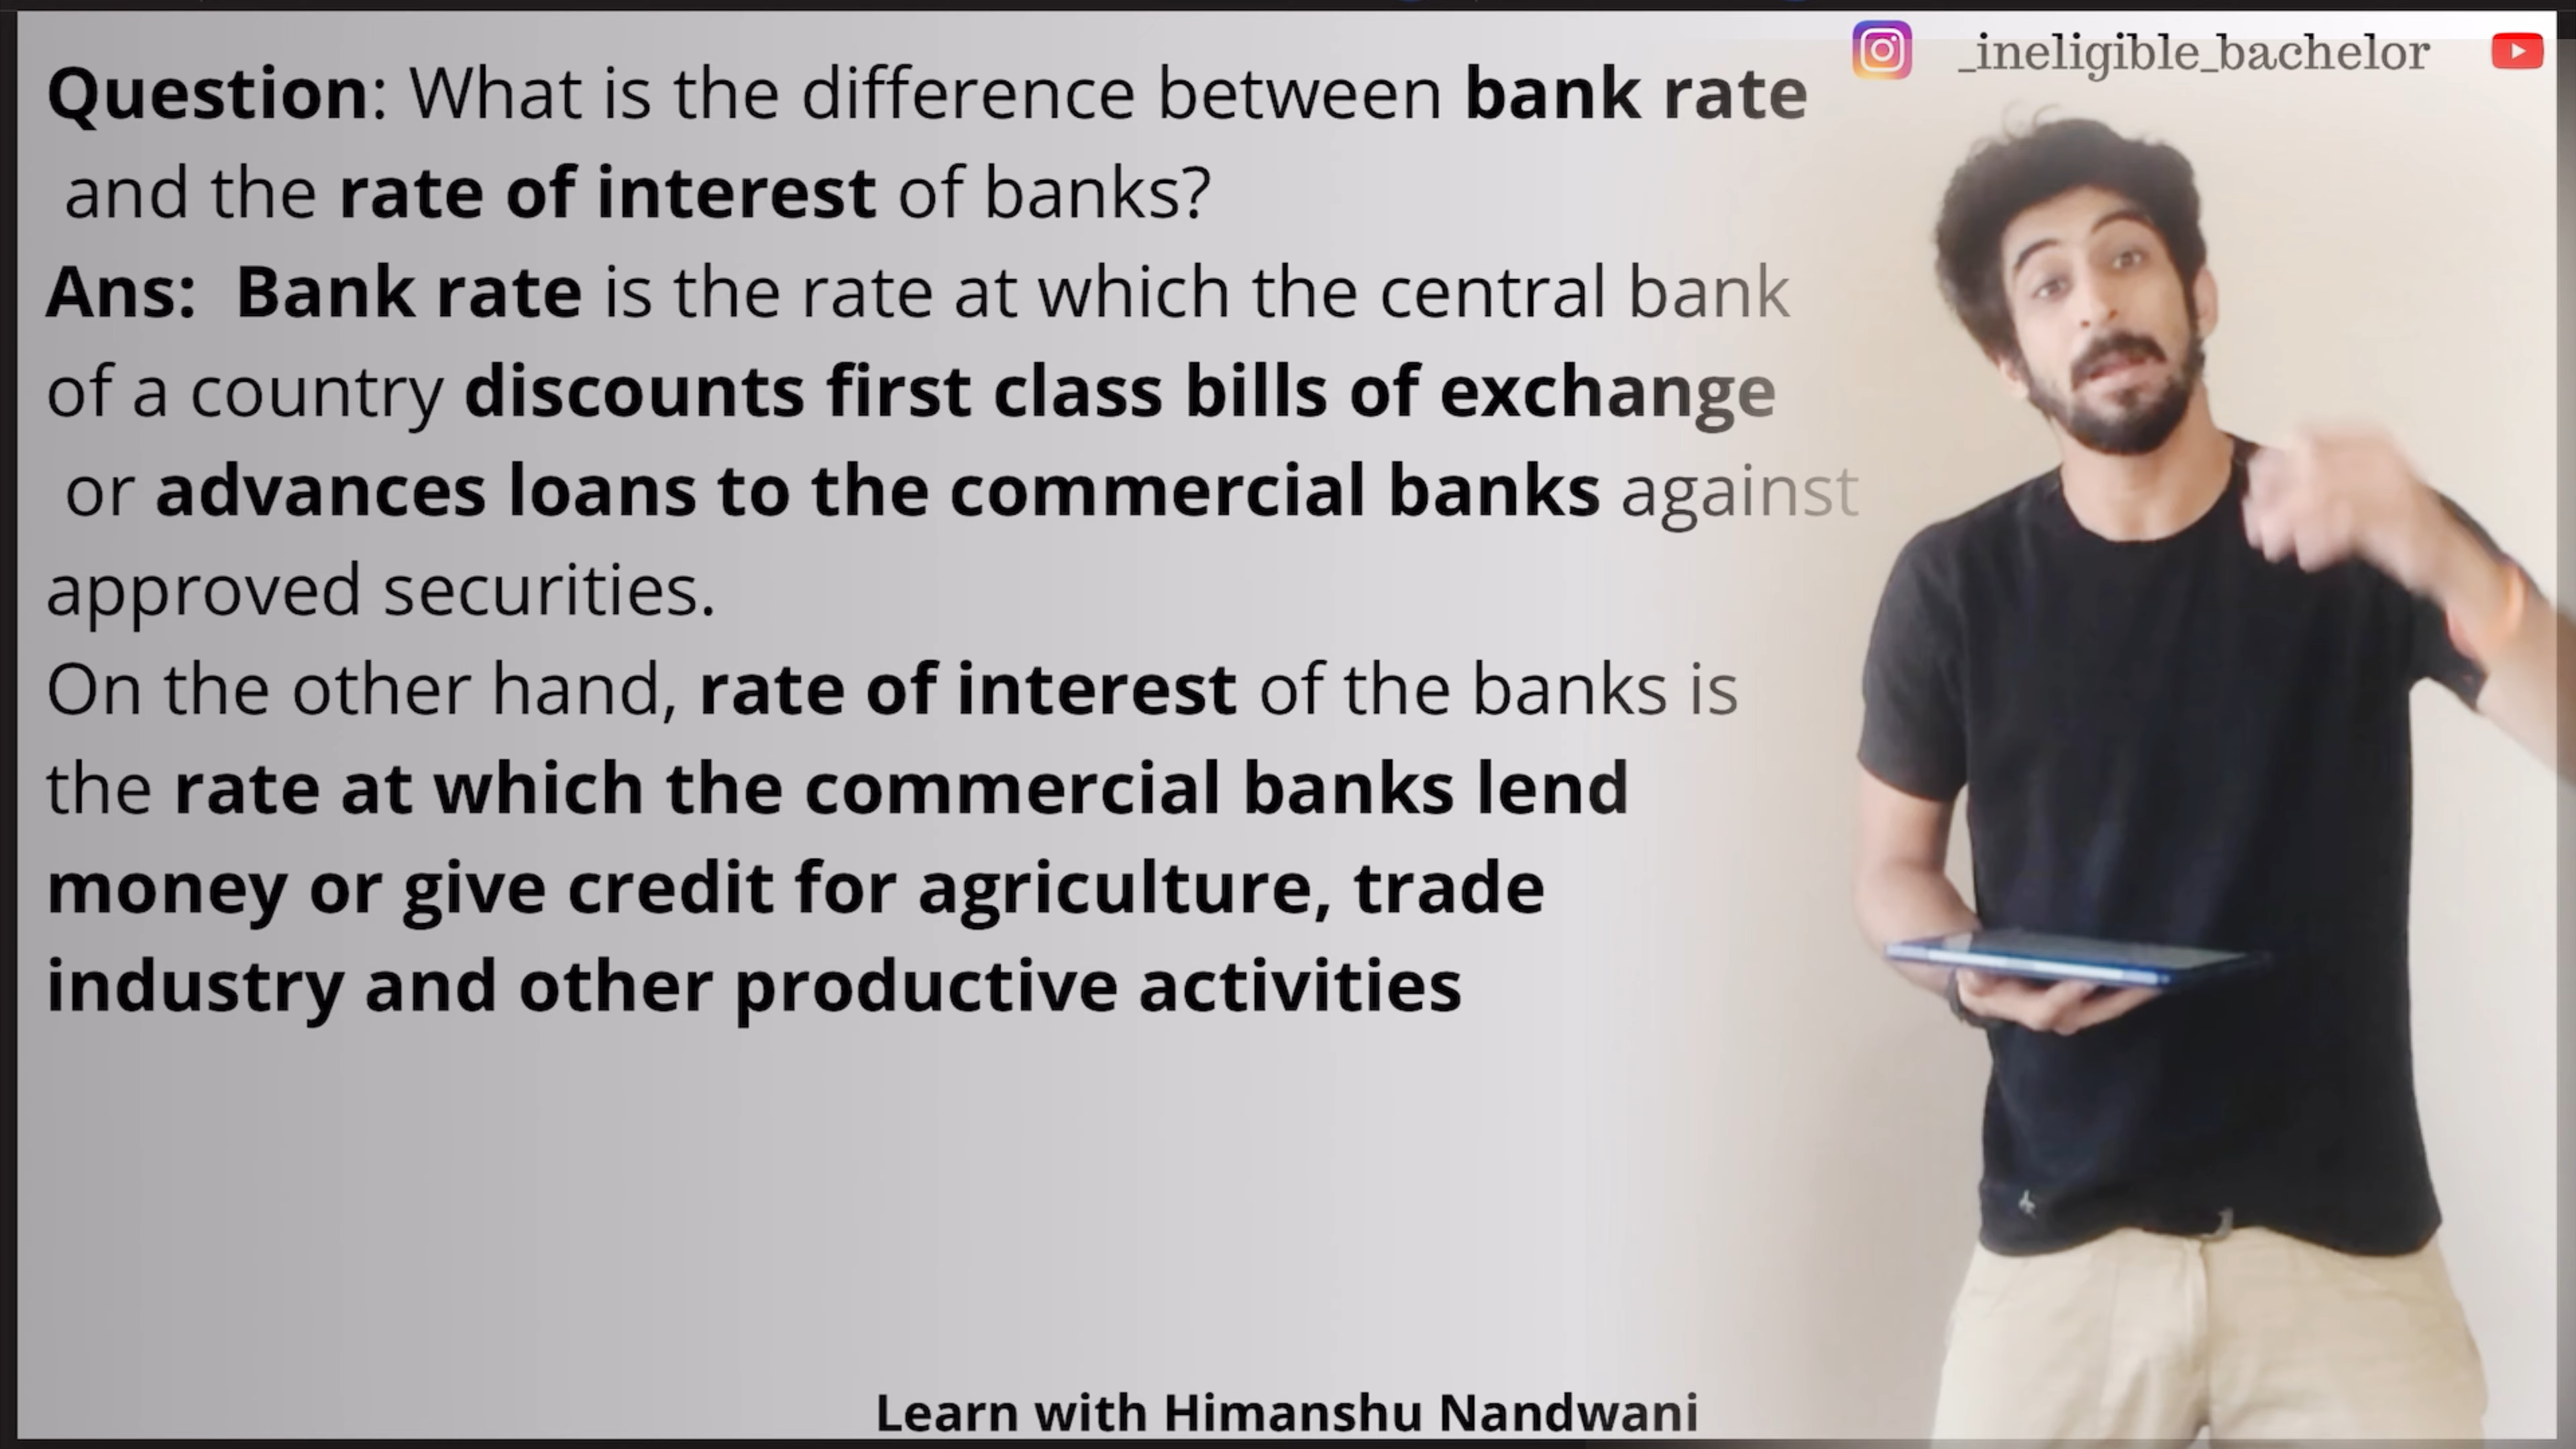 _ineligible_bachelor
Question: What is the difference between bank rate
and the rate of interest of banks?
Ans: Bank rate is the rate at which the central bank
of a country discounts first class bills of exchange
or advances loans to the commercial banks against
approved securities.
On the other hand, rate of interest of the banks is
the rate at which the commercial banks lend
money or give credit for agriculture, trade
industry and other productive activities
Learn with Himanshu Nandwani